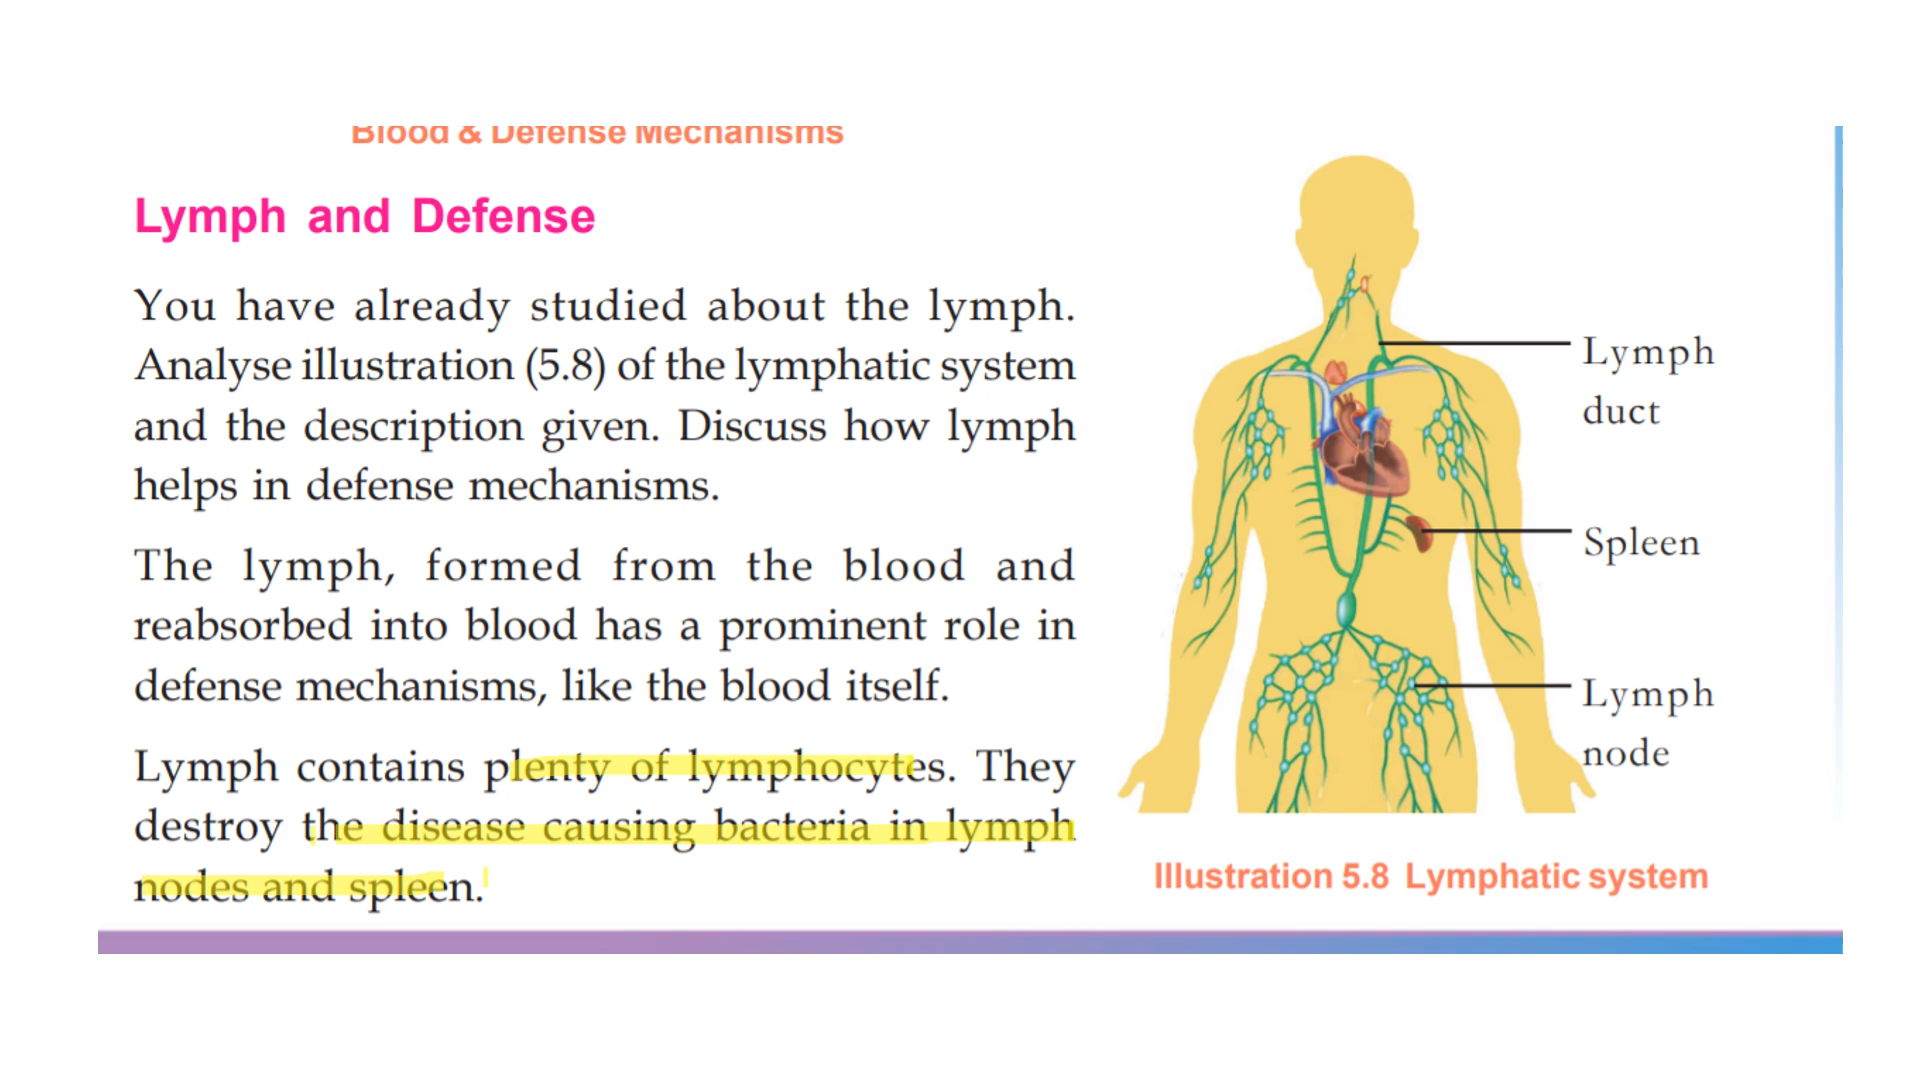 Blood & Defense Mechanisms
Lymph and Defense
You have already studied about the lymph.
Analyse illustration (5.8) of the lymphatic system
and the description given. Discuss how lymph
helps in defense mechanisms.
The lymph, formed from the blood and
reabsorbed into blood has a prominent role in
defense mechanisms, like the blood itself.
Lymph contains plenty of lymphocytes. They
destroy the disease causing bacteria in lymph
nodes and spleen.
Lymph
duct
Spleen
Lymph
node
Illustration 5.8 Lymphatic system